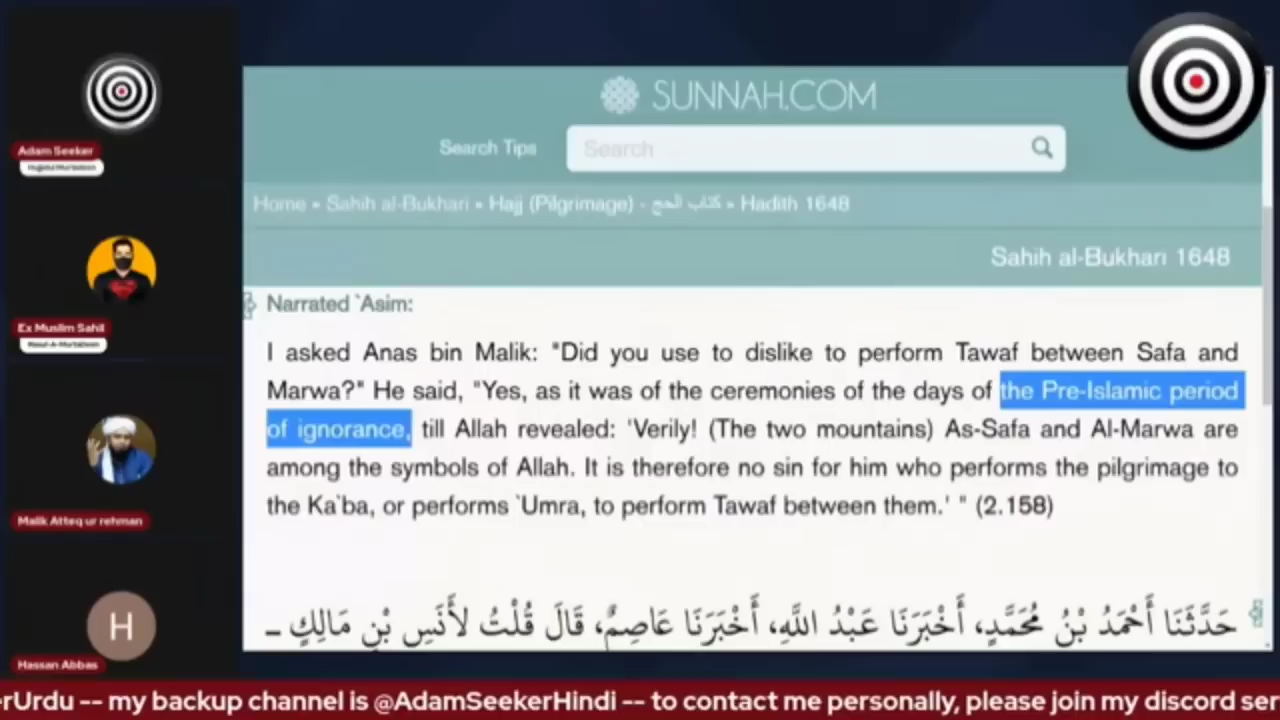 SUNNAH.COM
Search Tips
Search
Home » Sahih al-Bukhari » Hajj (Pilgrimage) - كتاب الحج » Hadith 1648
Sahih al-Bukhari 1648
Narrated `Asim:
I asked Anas bin Malik: "Did you use to dislike to perform Tawaf between Safa and
Marwa?" He said, "Yes, as it was of the ceremonies of the days of the Pre-Islamic period
of ignorance, till Allah revealed: 'Verily! (The two mountains) As-Safa and Al-Marwa are
among the symbols of Allah. It is therefore no sin for him who performs the pilgrimage to
the Ka`ba, or performs `Umra, to perform Tawaf between them.' " (2.158)
حَدَّثَنَا أَحْمَدُ بْنُ مُحَمَّدٍ، أَخْبَرَنَا عَبْدُ اللَّهِ، أَخْبَرَنَا عَاصِمٌ، قَالَ قُلْتُ لأَنَسِ بْنِ مَالِكٍ ـ
Adam Seeker
Ex Muslim Sahil
Malik Atteq ur rehman
H
Hassan Abbas
rUrdu -- my backup channel is @AdamSeekerHindi -- to contact me personally, please join my discord ser